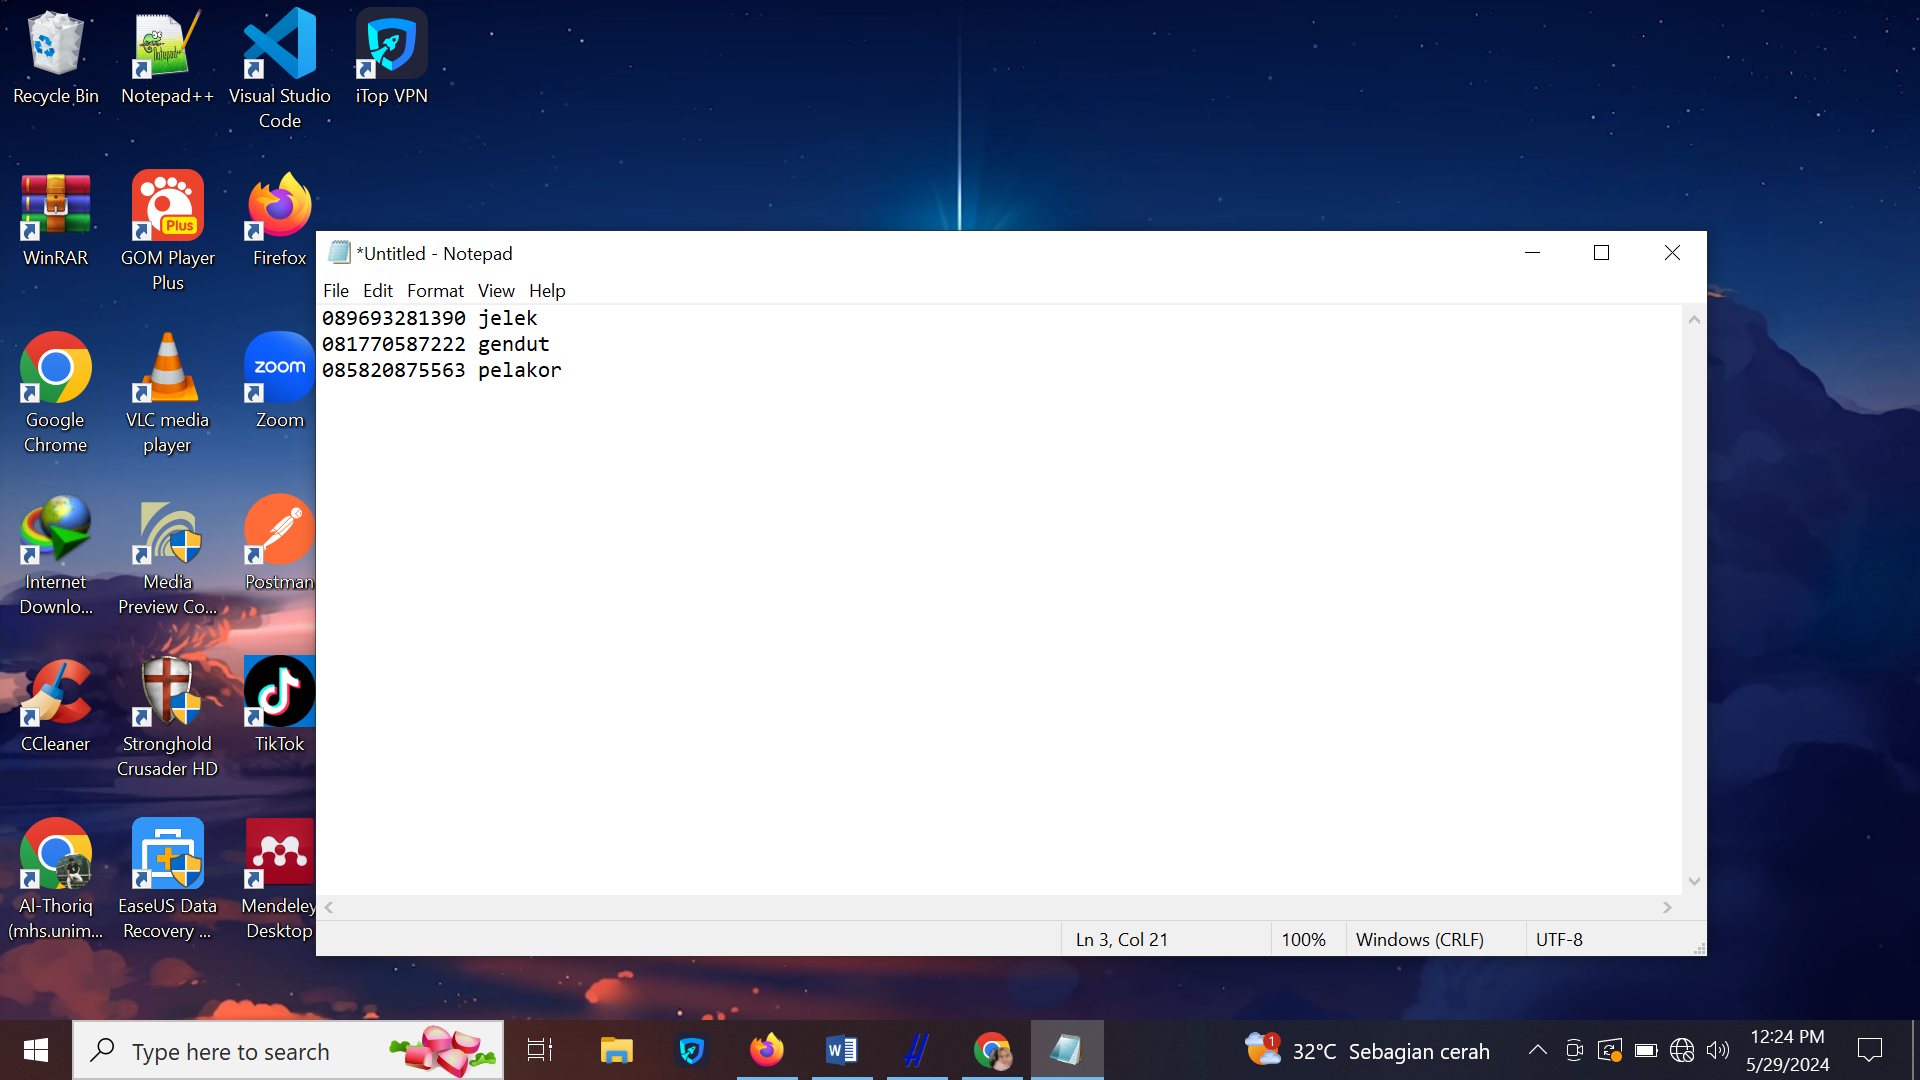 Recycle Bin
Notepad++
Visual Studio
Code
iTop VPN
WinRAR
GOM Player
Plus
Plus
Firefox
Google
Chrome
VLC media
player
zoom
Zoom
Internet
Downlo...
Media
Preview Co...
Postman
CCleaner
Stronghold
Crusader HD
TikTok
Al-Thoriq
(mhs.unim...
EaseUS Data
Recovery ...
Mendeley
Desktop
*Untitled - Notepad
File Edit Format View Help
089693281390 jelek
081770587222 gendut
085820875563 pelakor
Ln 3, Col 21
100%
Windows (CRLF)
UTF-8
Type here to search
W
1
32°C Sebagian cerah
12:24 PM
5/29/2024